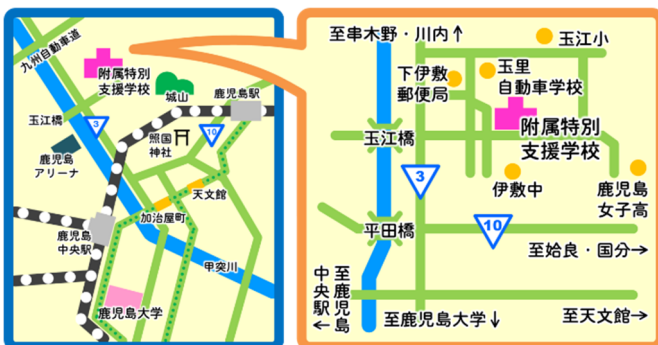 九州自動車道
附属特別
支援学校
城山
鹿児島駅
玉江橋
3
照国
神社
10
鹿児島
アリーナ
天文館
加治屋町
鹿児島
中央駅
甲突川
鹿児島大学
至串木野・川内↑
玉江小
下伊敷
郵便局
玉里
自動車学校
附属特別
支援学校
玉江橋
3
伊敷中
鹿児島
女子高
平田橋
10
至姶良・国分→
至鹿児島
中央駅
←
至鹿児島大学↓
至天文館→